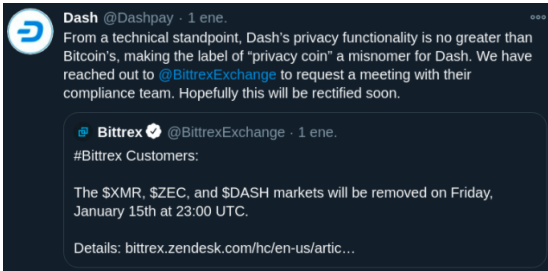 Dash @Dashpay · 1 ene.
From a technical standpoint, Dash's privacy functionality is no greater than
Bitcoin's, making the label of "privacy coin" a misnomer for Dash. We have
reached out to @BittrexExchange to request a meeting with their
compliance team. Hopefully this will be rectified soon.
Bittrex @BittrexExchange · 1 ene.
#Bittrex Customers:
The $XMR, $ZEC, and $DASH markets will be removed on Friday,
January 15th at 23:00 UTC.
Details: bittrex.zendesk.com/hc/en-us/artic…